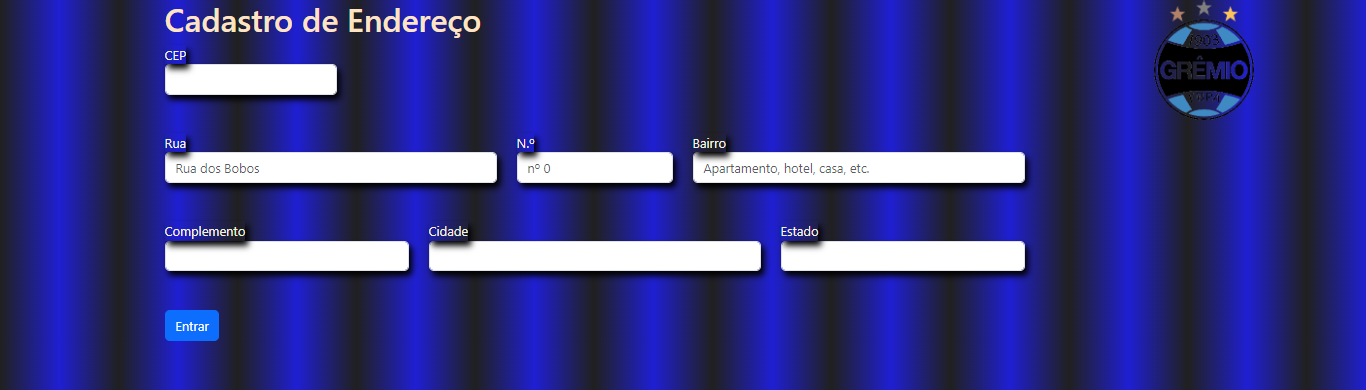 Cadastro de Endereço
CEP
Rua N.º Bairro
Rua dos Bobos nº 0 Apartamento, hotel, casa, etc.
Complemento Cidade Estado
Entrar
GRÊMIO